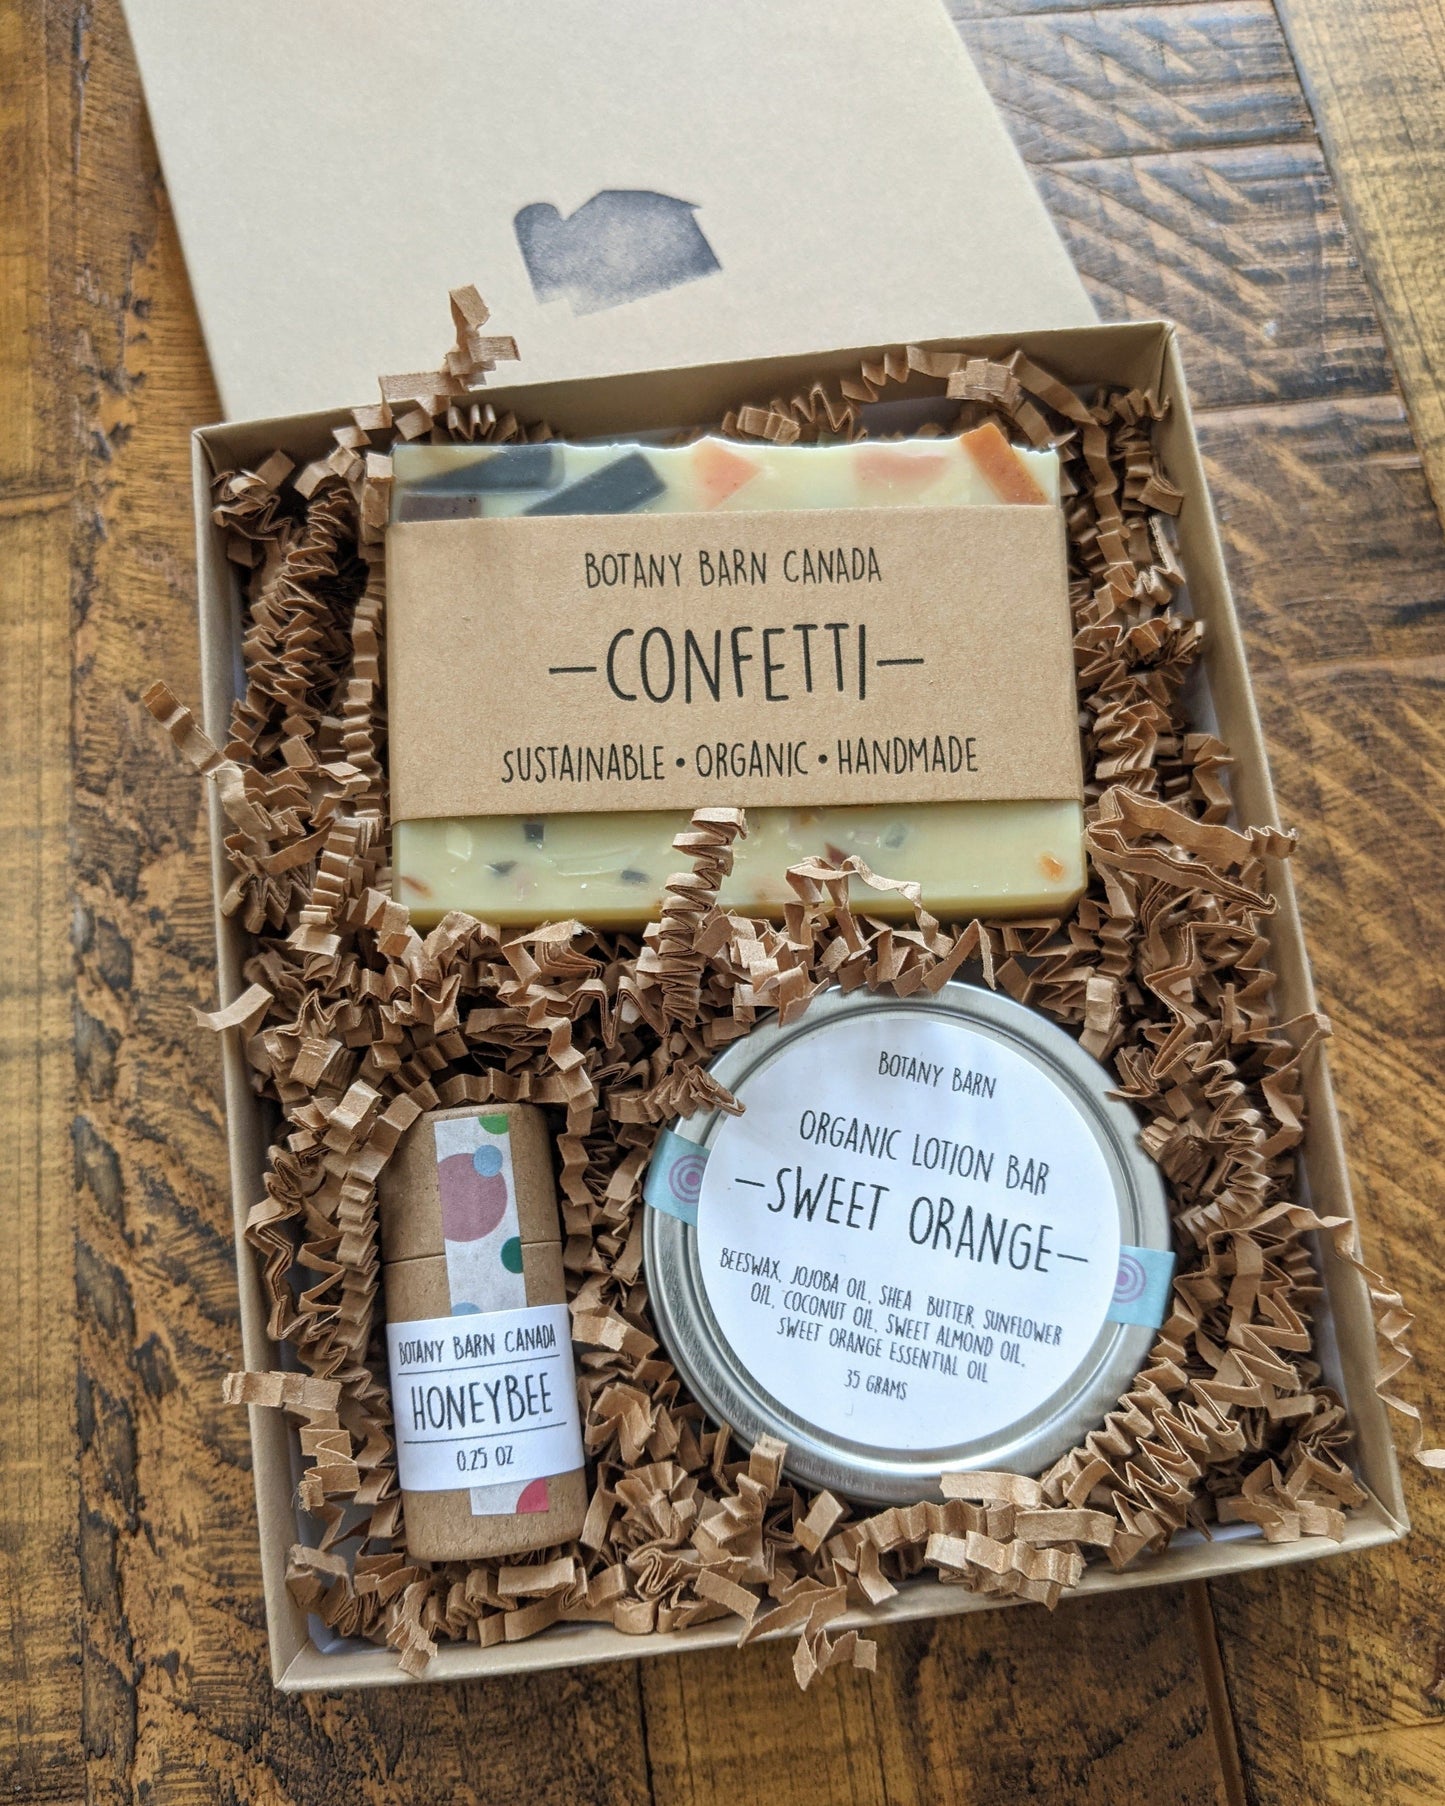 BOTANY BARN CANADA
—CONFETTI—
SUSTAINABLE • ORGANIC • HANDMADE
BOTANY BARN
ORGANIC LOTION BAR
—SWEET ORANGE—
BEESWAX, JOJOBA OIL, SHEA BUTTER, SUNFLOWER
OIL, COCONUT OIL, SWEET ALMOND OIL,
SWEET ORANGE ESSENTIAL OIL
35 GRAMS
BOTANY BARN CANADA
HONEYBEE
0.25 OZ